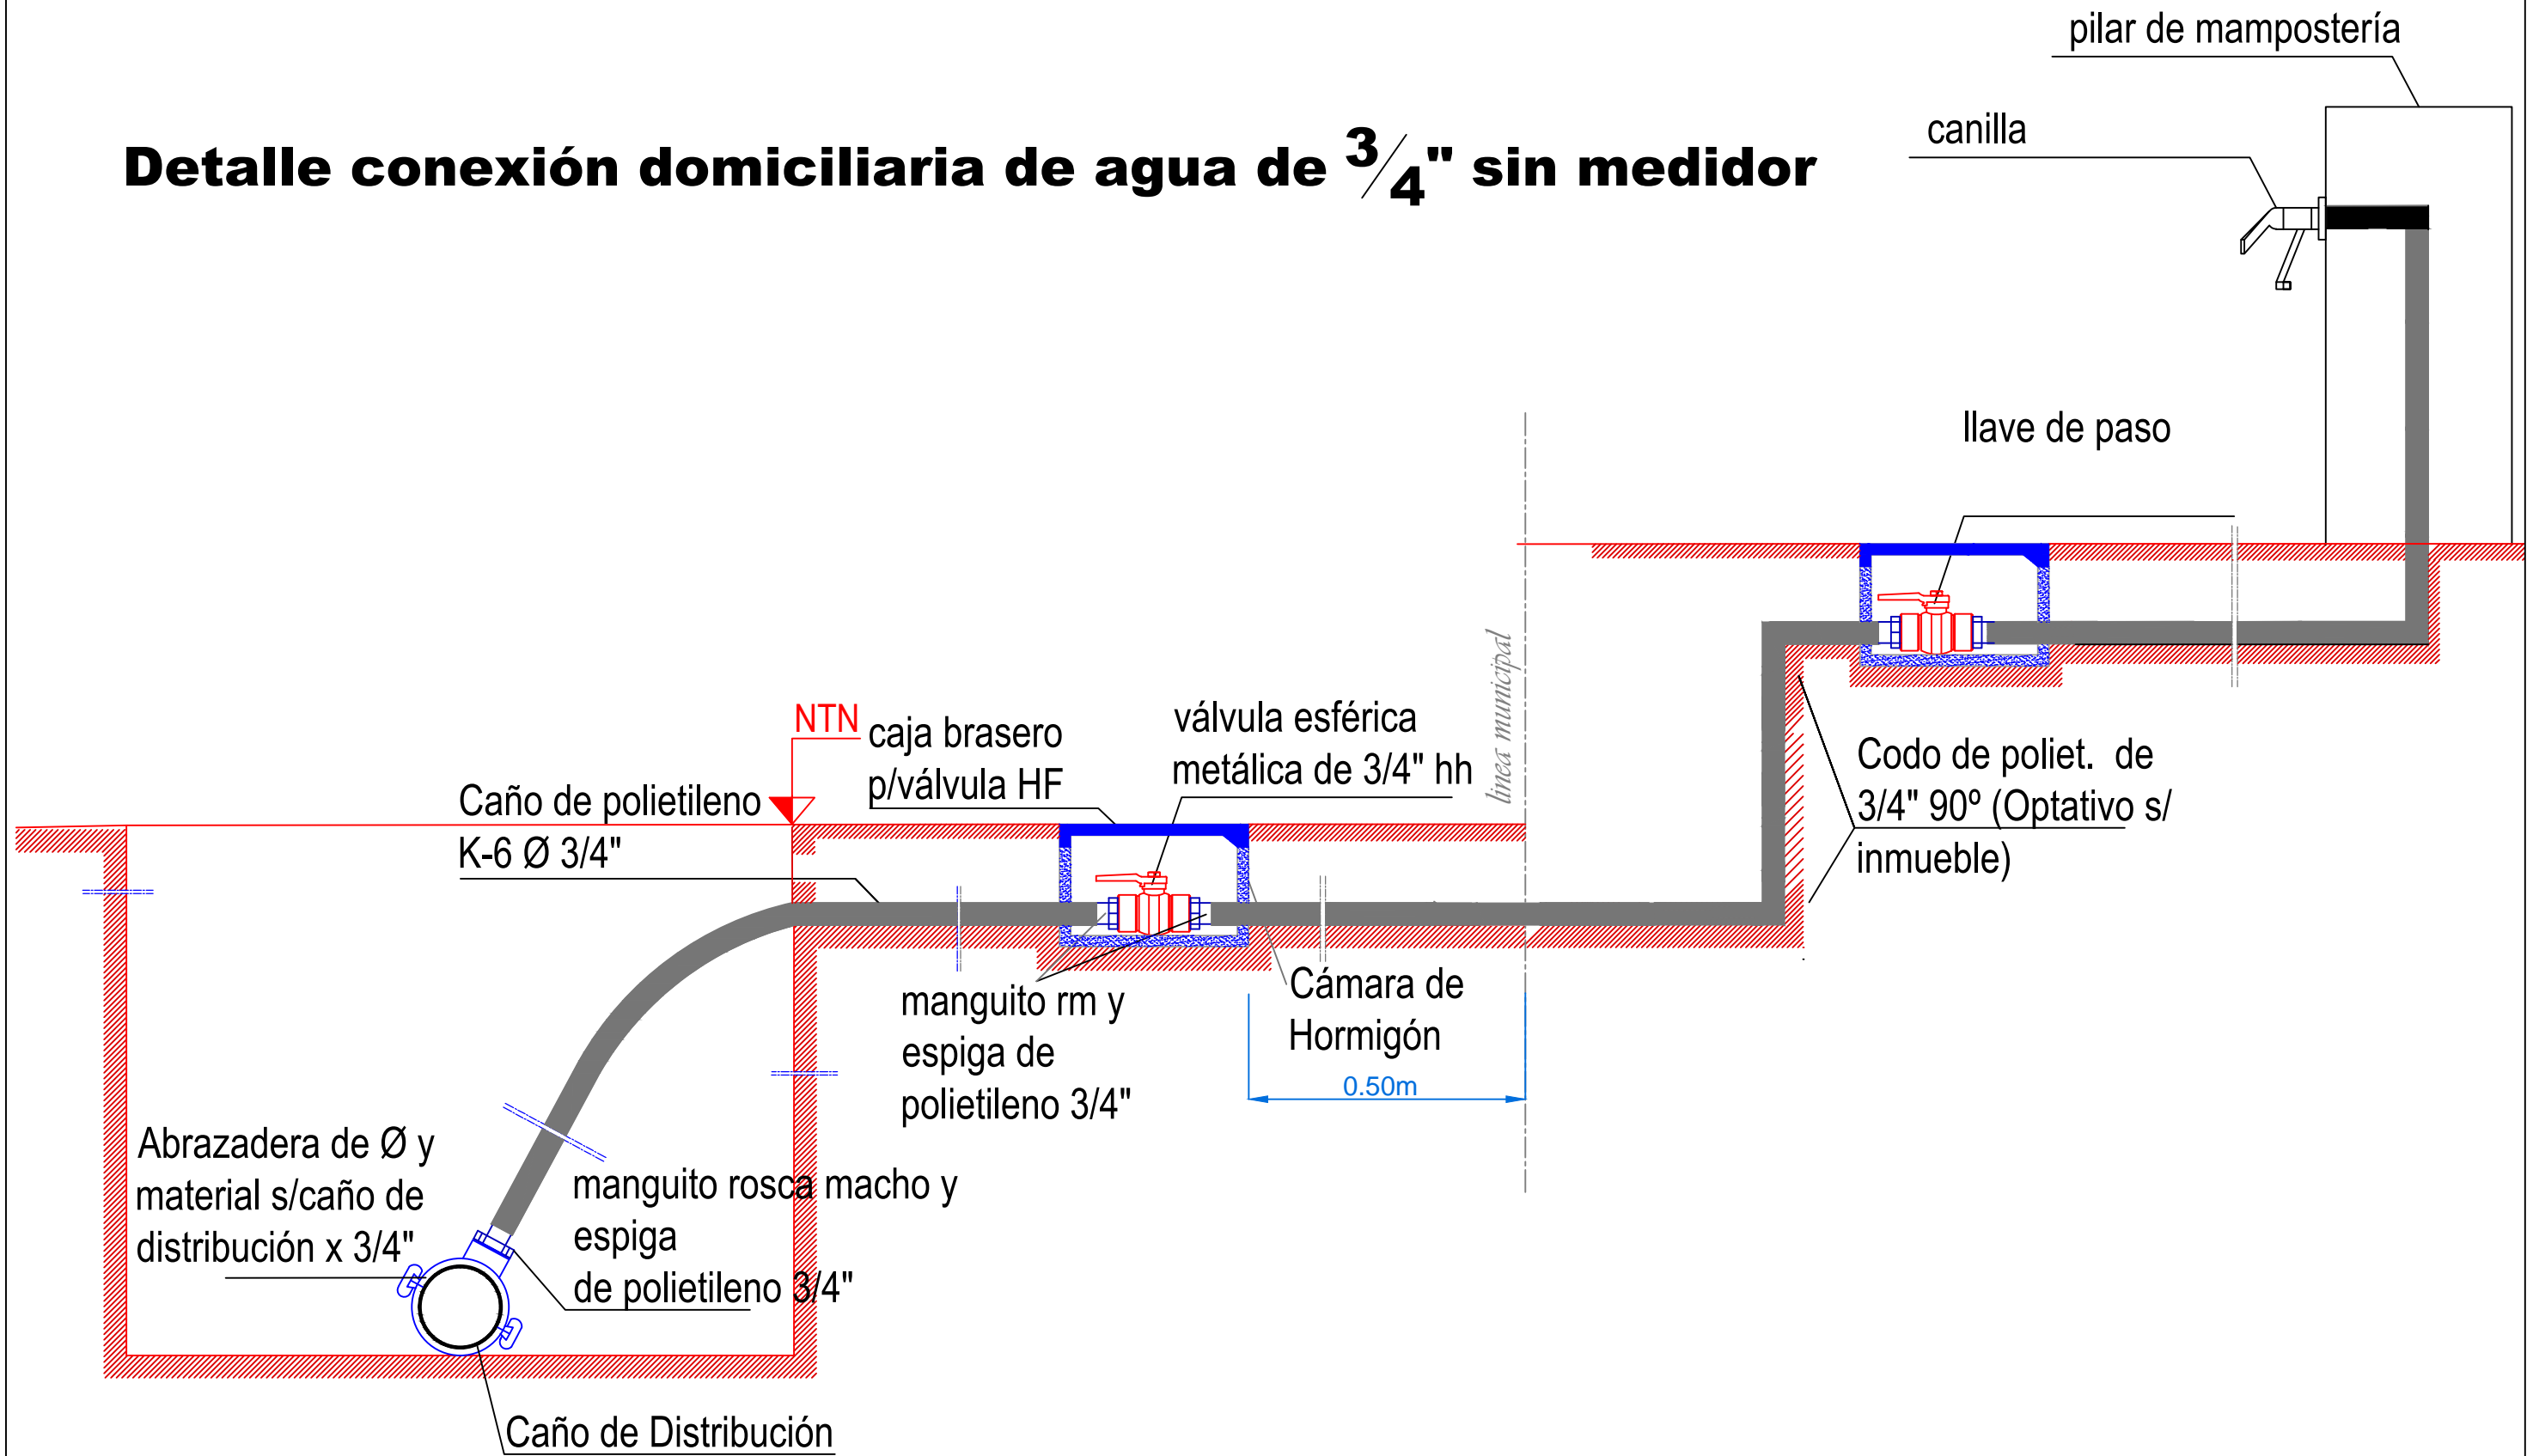 pilar de mampostería
canilla
Detalle conexión domiciliaria de agua de 3/4" sin medidor
llave de paso
linea municipal
NTN
caja brasero
p/válvula HF
válvula esférica
metálica de 3/4" hh
Caño de polietileno
K-6 Ø 3/4"
Codo de poliet. de
3/4" 90º (Optativo s/
inmueble)
manguito rm y
espiga de
polietileno 3/4"
Cámara de
Hormigón
0.50m
Abrazadera de Ø y
material s/caño de
distribución x 3/4"
manguito rosca macho y
espiga
de polietileno 3/4"
Caño de Distribución